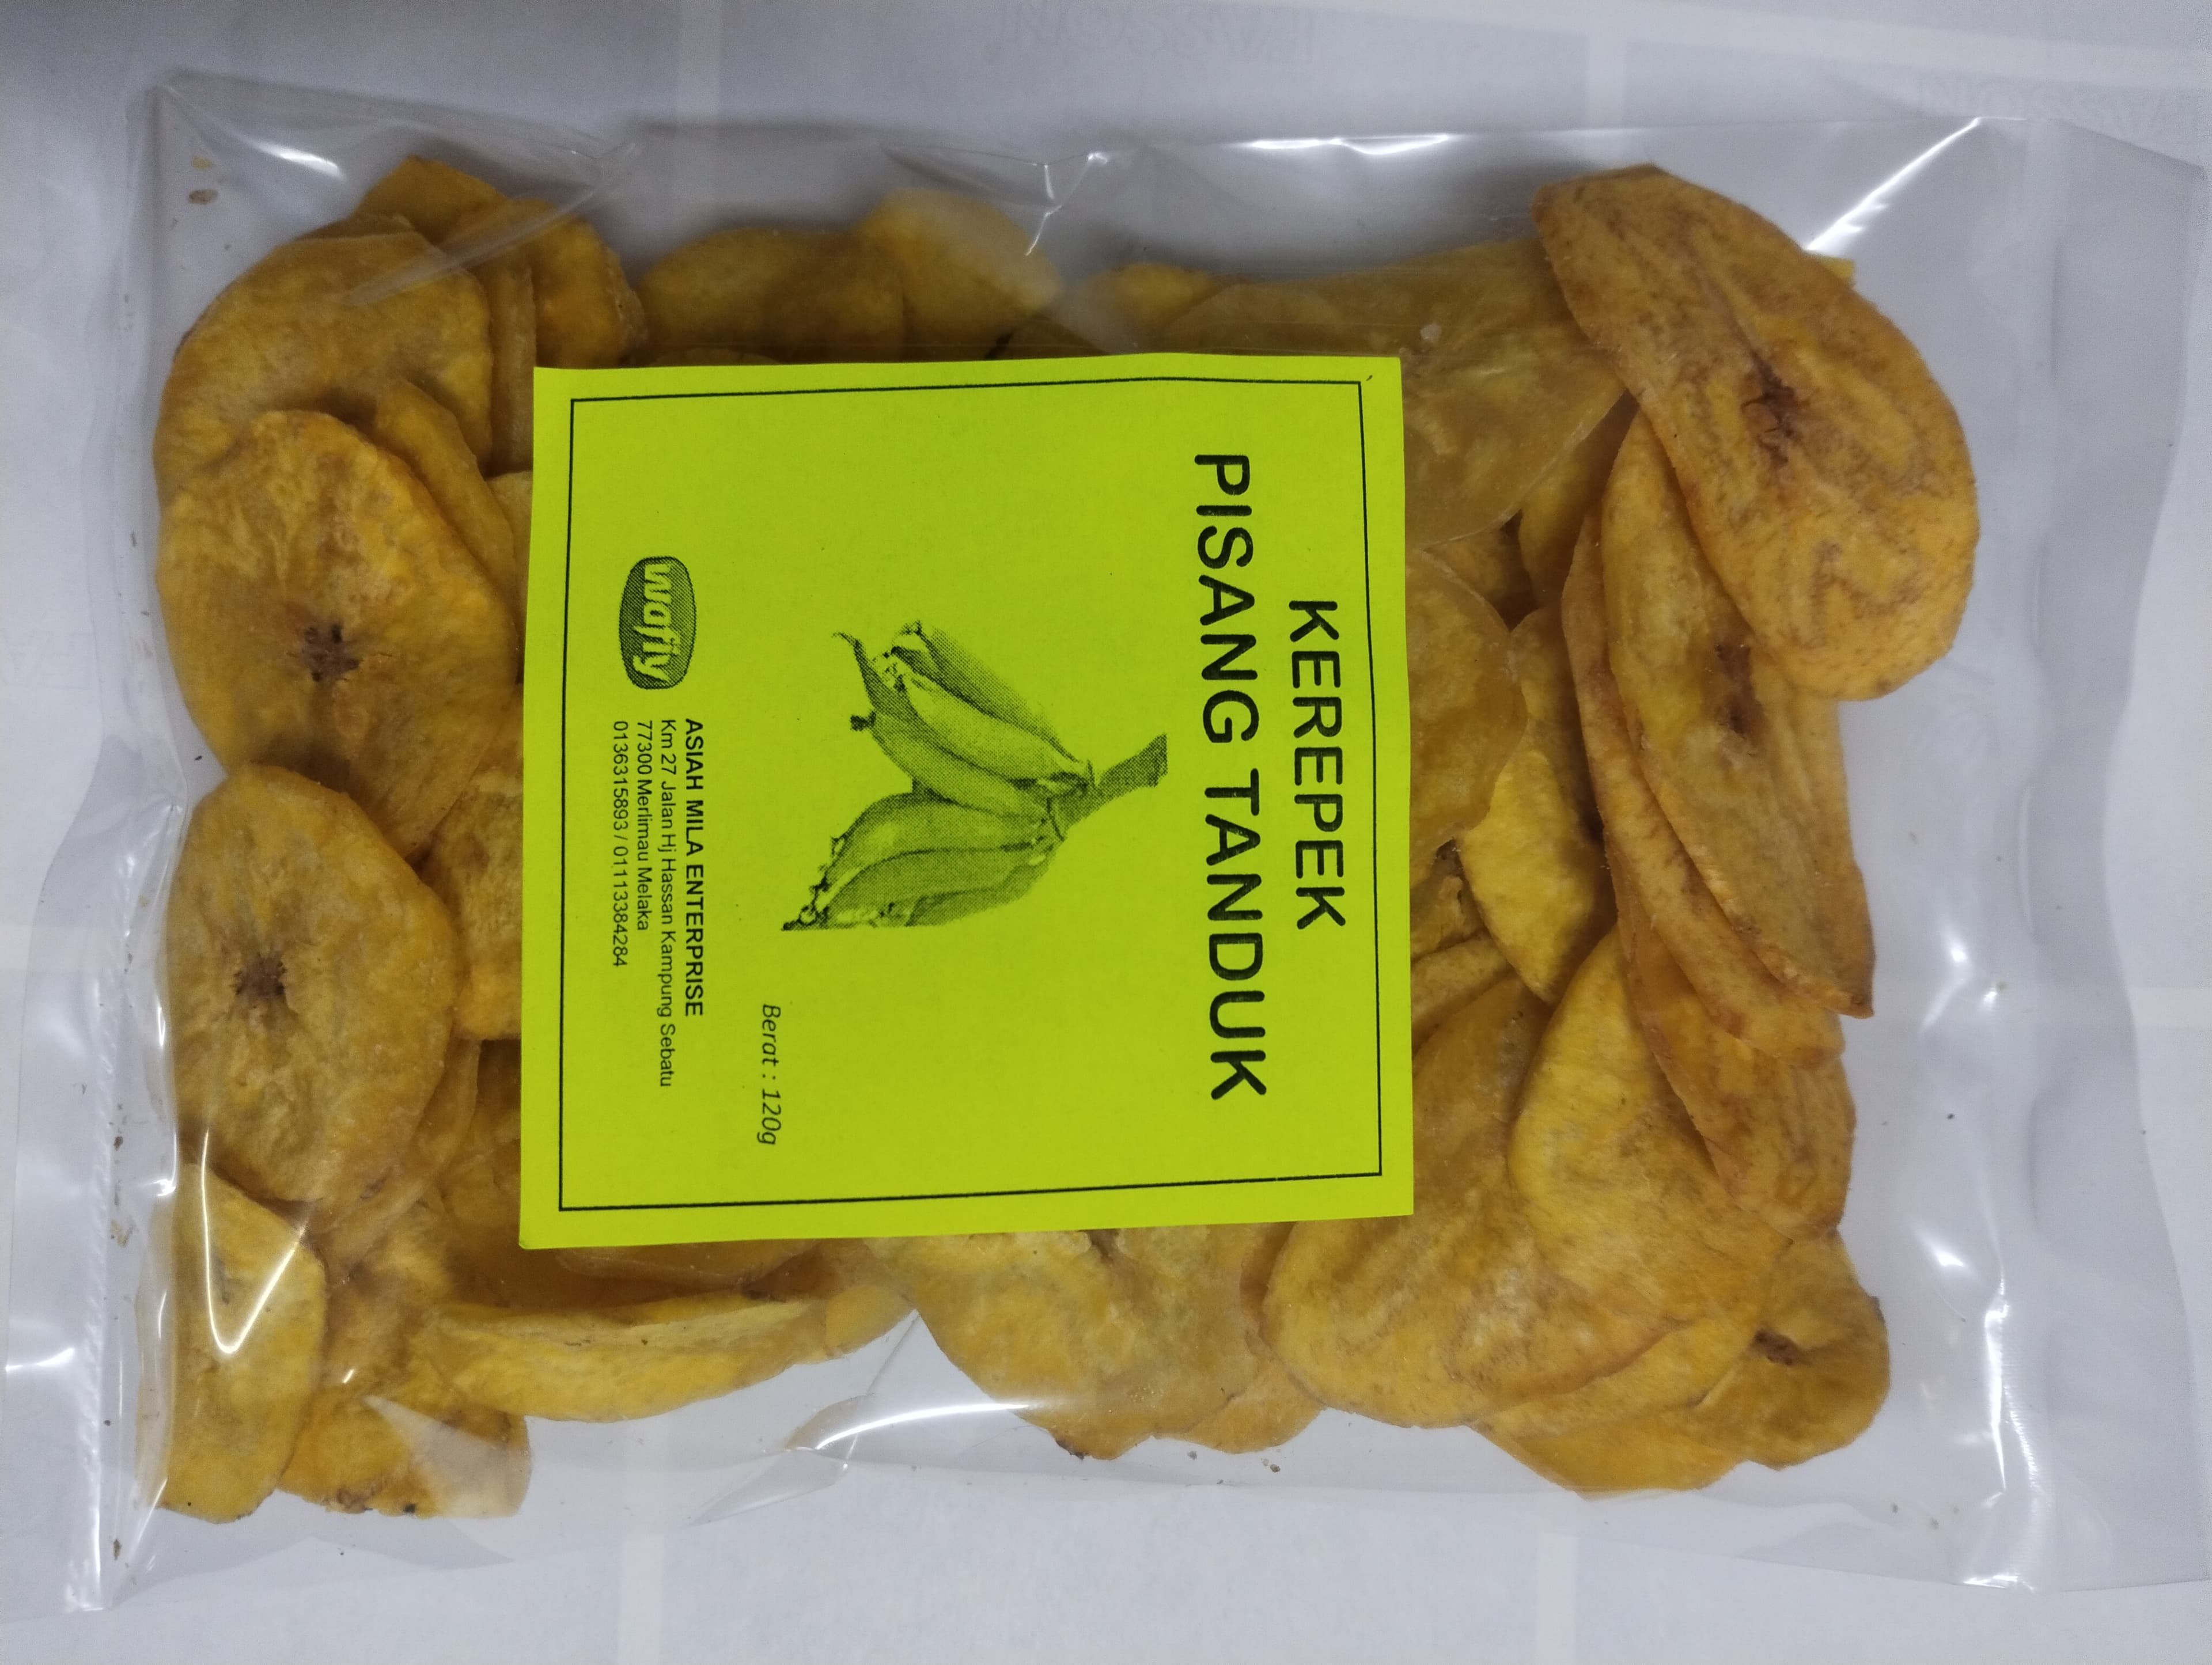 KEREPEK
PISANG TANDUK
Berat : 120g
wafiy
ASIAH MILA ENTERPRISE
Km 27 Jalan Hj Hassan Kampung Sebatu
77300 Merlimau Melaka
0136315893 / 01113384284